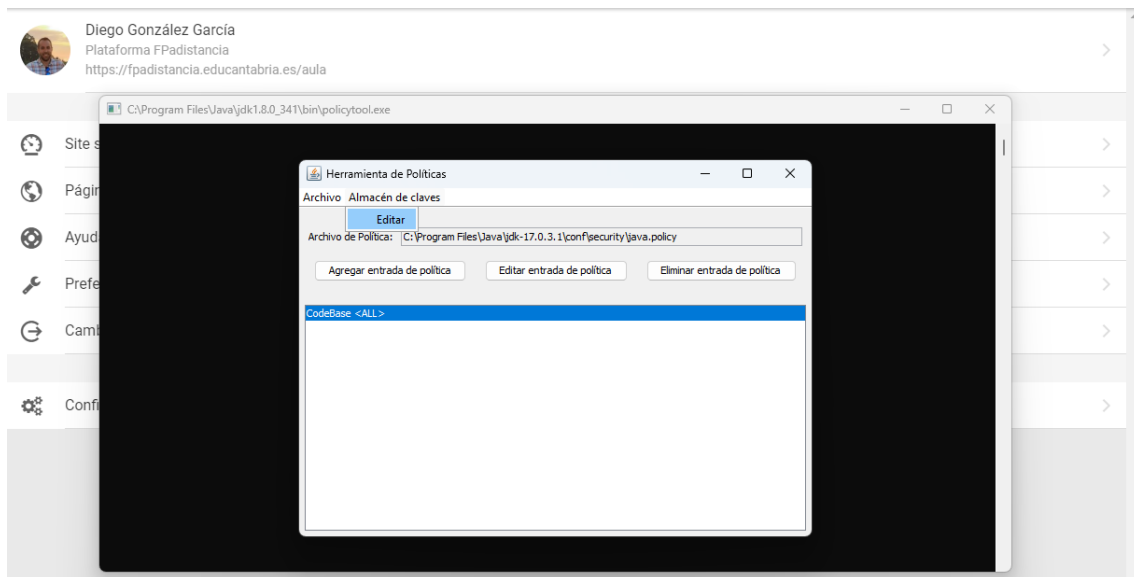 Diego González García
Plataforma FPadistancia
https://fpadistancia.educantabria.es/aula
C:\Program Files\Java\jdk1.8.0_341\bin\policytool.exe
Site s
Págin
Ayud
Prefe
Camb
Confi
Herramienta de Políticas
Archivo Almacén de claves
Editar
Archivo de Política: C:\Program Files\Java\jdk-17.0.3.1\conf\security\java.policy
Agregar entrada de política Editar entrada de política Eliminar entrada de política
CodeBase <ALL>